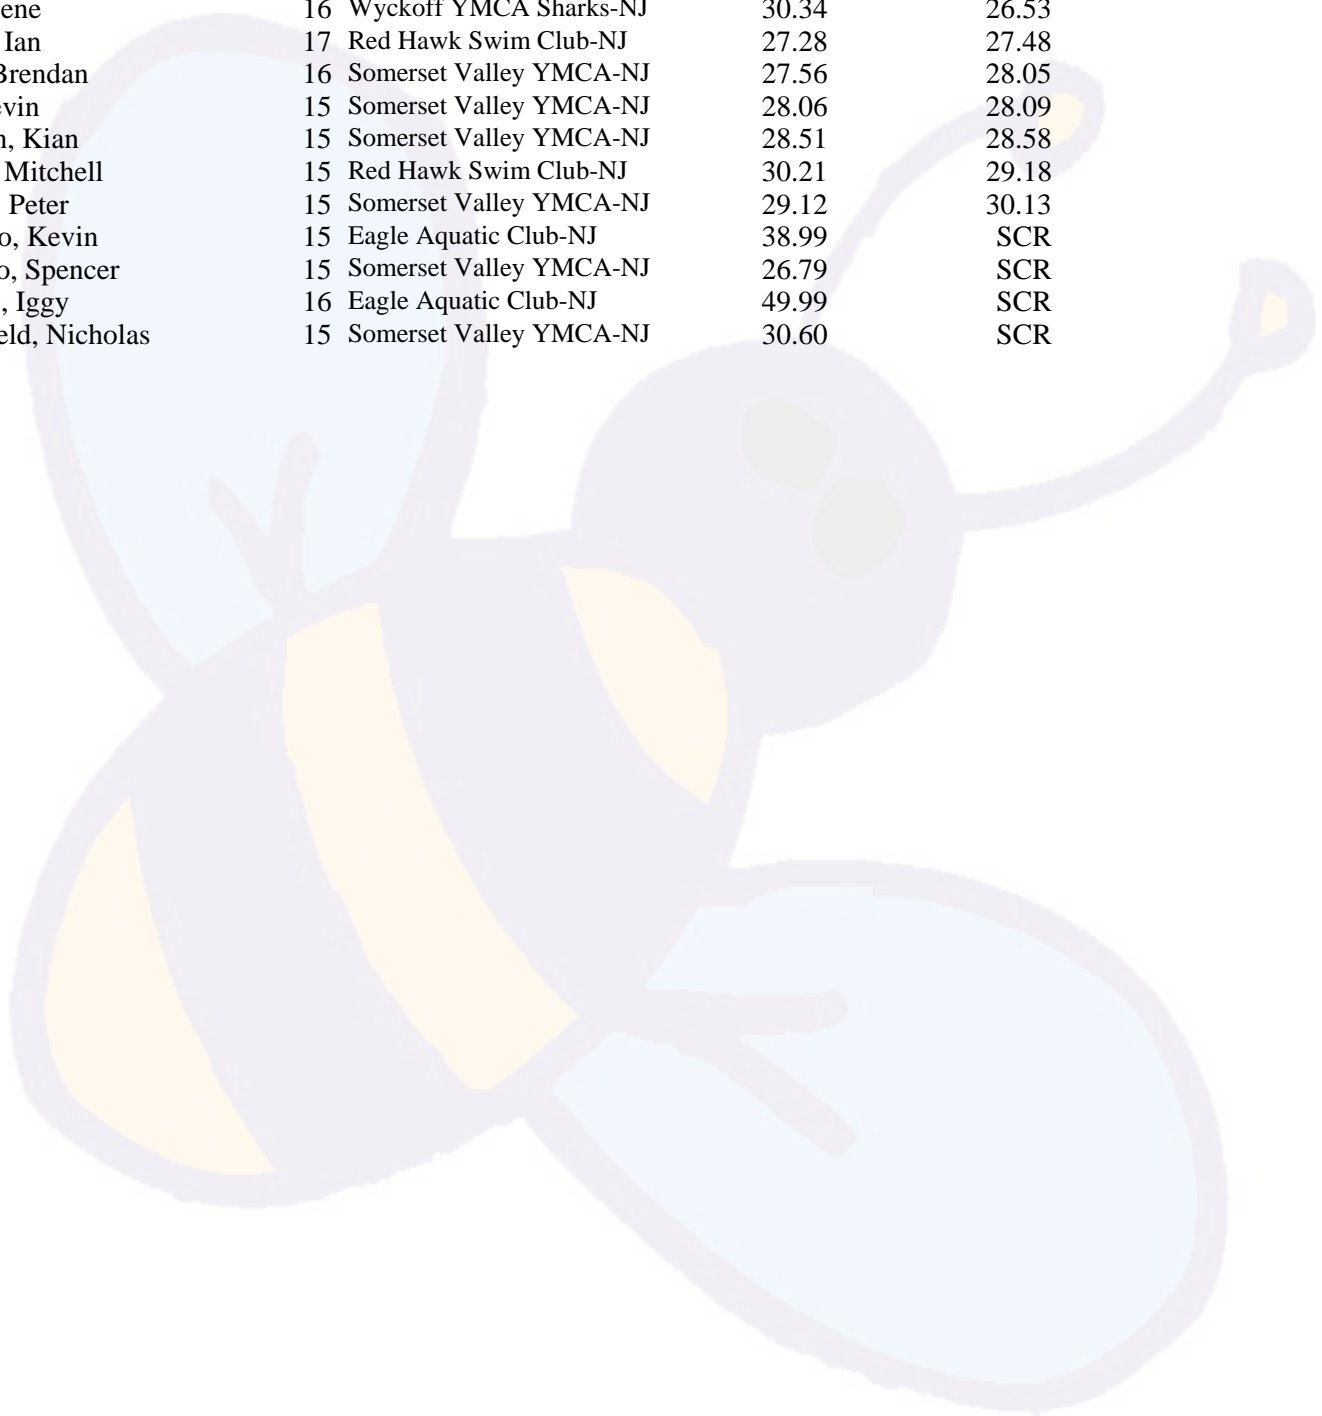 ene 16 Wyckoff YMCA Sharks-NJ 30.34 26.53
Ian 17 Red Hawk Swim Club-NJ 27.28 27.48
Brendan 16 Somerset Valley YMCA-NJ 27.56 28.05
evin 15 Somerset Valley YMCA-NJ 28.06 28.09
n, Kian 15 Somerset Valley YMCA-NJ 28.51 28.58
Mitchell 15 Red Hawk Swim Club-NJ 30.21 29.18
, Peter 15 Somerset Valley YMCA-NJ 29.12 30.13
o, Kevin 15 Eagle Aquatic Club-NJ 38.99 SCR
o, Spencer 15 Somerset Valley YMCA-NJ 26.79 SCR
, Iggy 16 Eagle Aquatic Club-NJ 49.99 SCR
eld, Nicholas 15 Somerset Valley YMCA-NJ 30.60 SCR